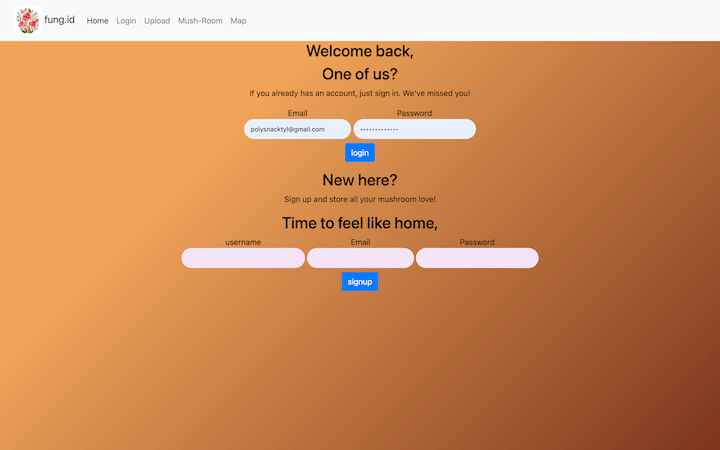 fung.id Home Login Upload Mush-Room Map
Welcome back,
One of us?
If you already has an account, just sign in. We've missed you!
Email Password
polysnacktyl@gmail.com •••••••••••••
login
New here?
Sign up and store all your mushroom love!
Time to feel like home,
username Email Password
signup